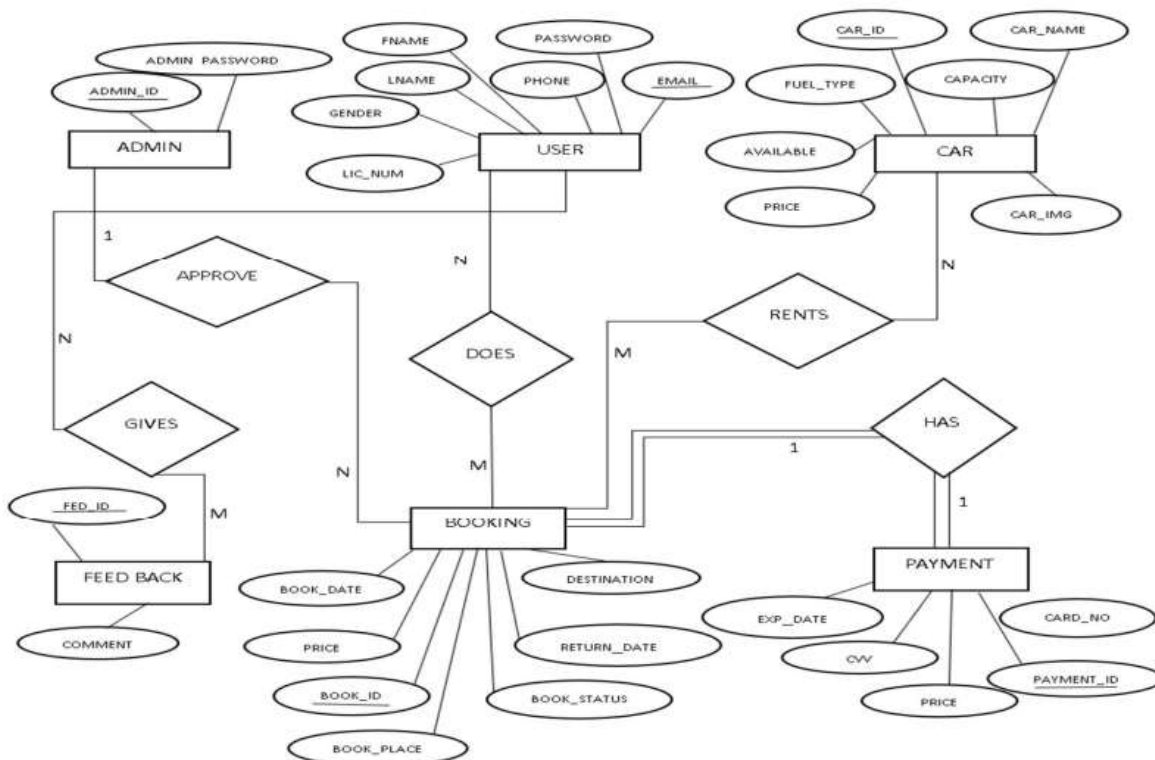 FNAME
PASSWORD
CAR_ID
CAR_NAME
ADMIN PASSWORD
LNAME
PHONE
EMAIL
FUEL_TYPE
CAPACITY
ADMIN_ID
GENDER
ADMIN
USER
CAR
AVAILABLE
LIC_NUM
PRICE
CAR_IMG
1
N
N
APPROVE
RENTS
N
DOES
M
GIVES
HAS
1
N
M
FED_ID
M
1
BOOKING
FEED BACK
PAYMENT
BOOK_DATE
DESTINATION
EXP_DATE
CARD_NO
COMMENT
PRICE
RETURN_DATE
CVV
PAYMENT_ID
BOOK_ID
BOOK_STATUS
PRICE
BOOK_PLACE